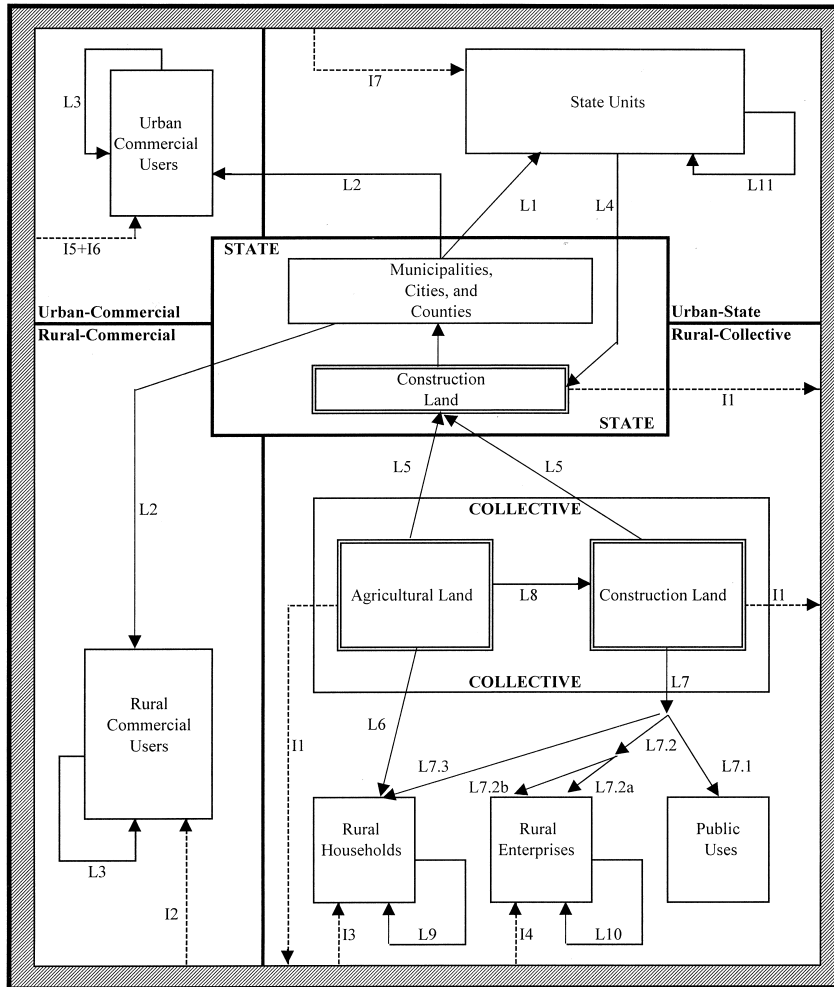 I7
L3
Urban
Commercial
Users
State Units
L2
L1
L4
L11
I5+I6
STATE
Municipalities,
Cities, and
Counties
Urban-Commercial
Urban-State
Rural-Commercial
Rural-Collective
Construction
Land
I1
STATE
L5
L5
L2
COLLECTIVE
Agricultural Land
L8
Construction Land
I1
COLLECTIVE
L7
Rural
Commercial
Users
L6
I1
L7.3
L7.2
L7.1
L7.2b
L7.2a
Rural
Households
Rural
Enterprises
Public
Uses
L3
I2
I3
L9
I4
L10